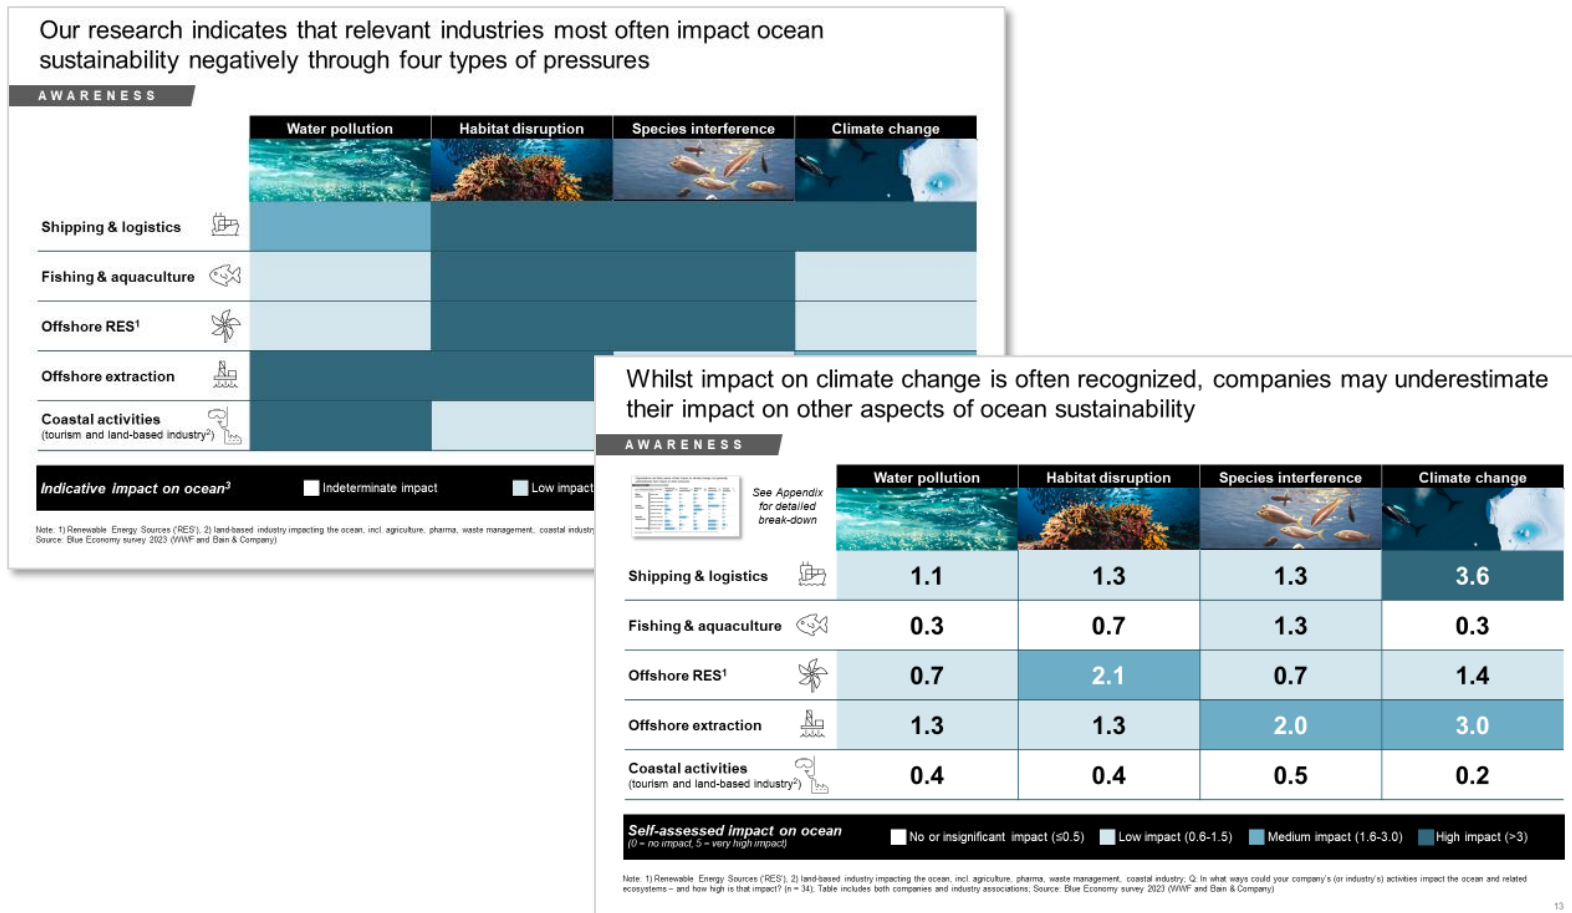 Our research indicates that relevant industries most often impact ocean
sustainability negatively through four types of pressures
AWARENESS
Water pollution Habitat disruption Species interference Climate change
Shipping & logistics
Fishing & aquaculture
Offshore RES¹
Offshore extraction
Coastal activities
(tourism and land-based industry²)
Indicative impact on ocean³ Indeterminate impact Low impact
Note: 1) Renewable Energy Sources ('RES'), 2) land-based industry impacting the ocean, incl. agriculture, pharma, waste management, coastal industry
Source: Blue Economy survey 2023 (WWF and Bain & Company)
Whilst impact on climate change is often recognized, companies may underestimate
their impact on other aspects of ocean sustainability
AWARENESS
See Appendix
for detailed
break-down
Water pollution Habitat disruption Species interference Climate change
Shipping & logistics 1.1 1.3 1.3 3.6
Fishing & aquaculture 0.3 0.7 1.3 0.3
Offshore RES¹ 0.7 2.1 0.7 1.4
Offshore extraction 1.3 1.3 2.0 3.0
Coastal activities
(tourism and land-based industry²) 0.4 0.4 0.5 0.2
Self-assessed impact on ocean
(0 = no impact, 5 = very high impact)
No or insignificant impact (≤0.5) Low impact (0.6-1.5) Medium impact (1.6-3.0) High impact (>3)
Note: 1) Renewable Energy Sources ('RES'), 2) land-based industry impacting the ocean, incl. agriculture, pharma, waste management, coastal industry; Q: In what ways could your company's (or industry's) activities impact the ocean and related
ecosystems – and how high is that impact? (n = 34); Table includes both companies and industry associations; Source: Blue Economy survey 2023 (WWF and Bain & Company)
13